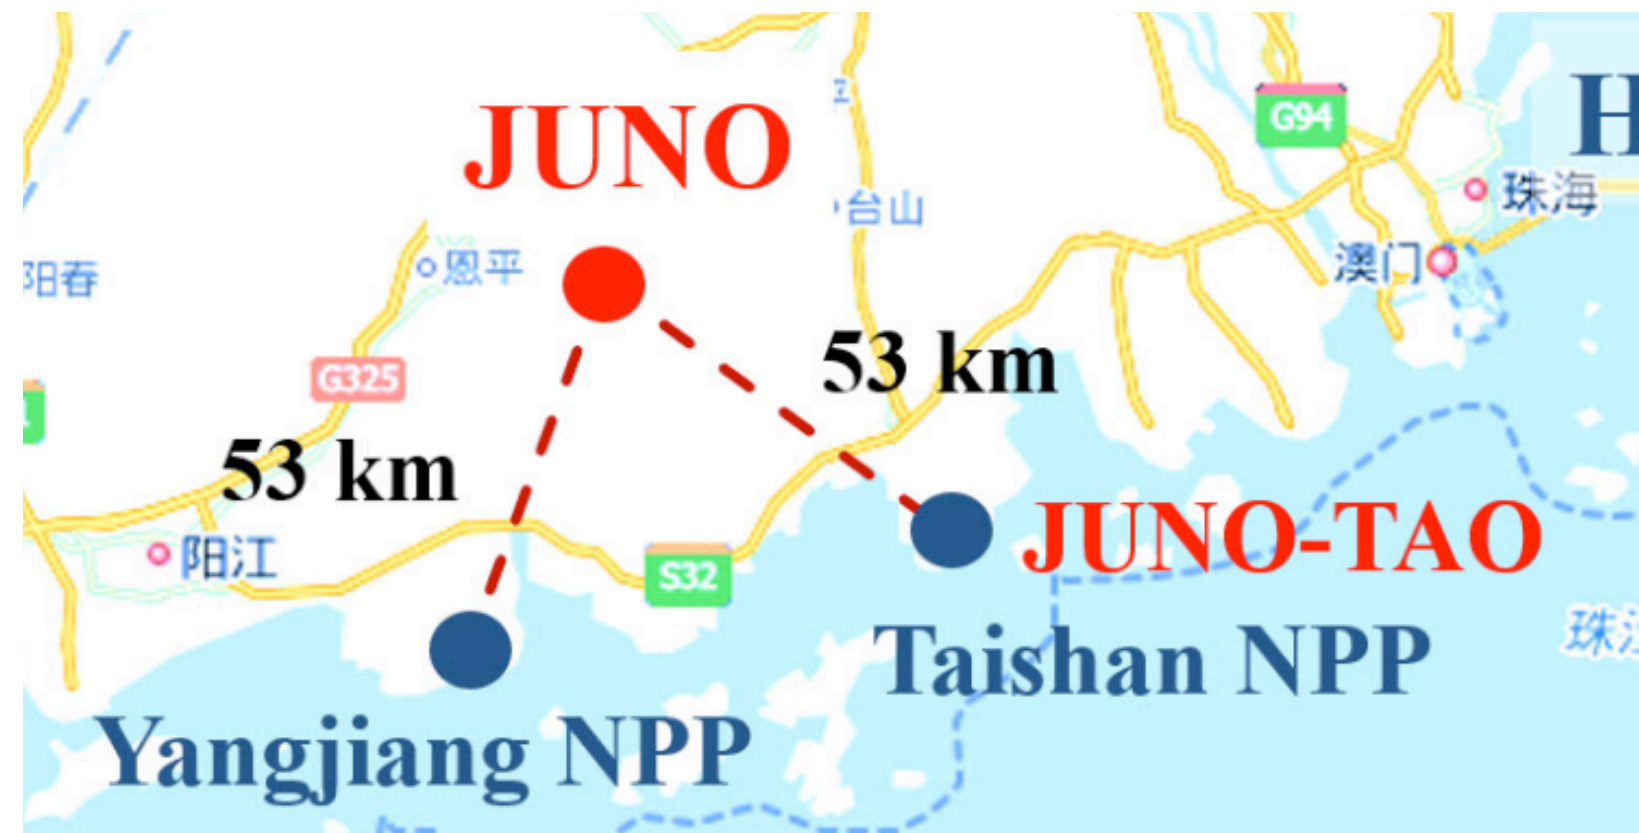 H
JUNO
G94
珠海
台山
恩平
阳春
澳门
53 km
G325
53 km
JUNO-TAO
阳江
S32
Taishan NPP
Yangjiang NPP